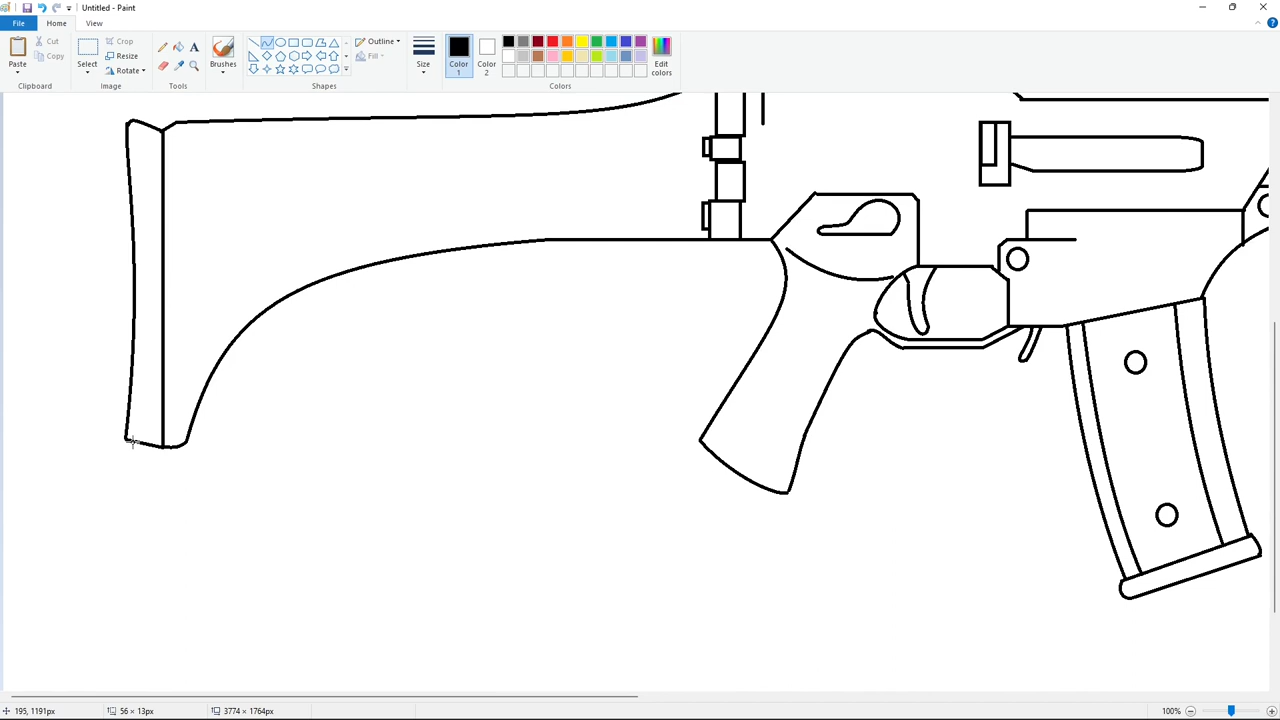 Untitled - Paint
File Home View
Paste
Cut
Copy
Clipboard
Select
Crop
Resize
Rotate
Image
A
Tools
Brushes
Outline
Fill
Shapes
Size
Color 1
Color 2
Edit colors
Colors
195, 1191px 56 × 13px 3774 × 1764px 100%